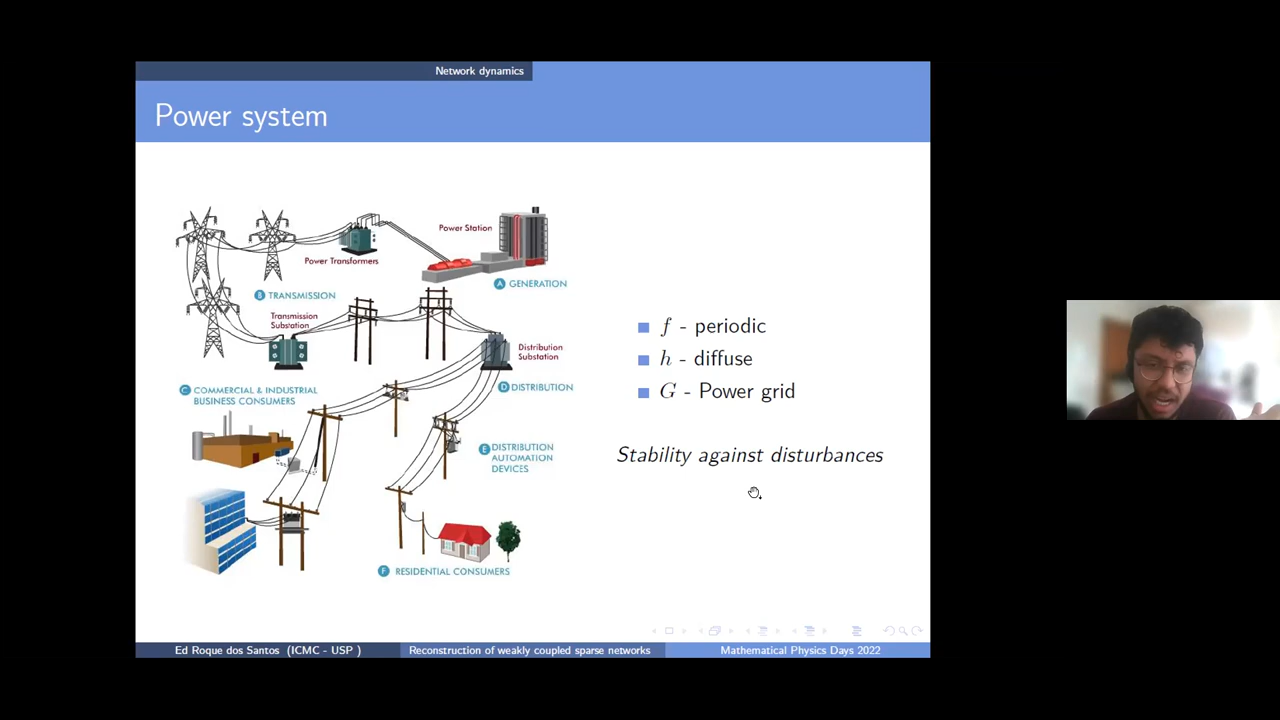 Network dynamics
Power system
Power Station
Power Transformers
A GENERATION
B TRANSMISSION
Transmission
Substation
Distribution
Substation
C COMMERCIAL & INDUSTRIAL
BUSINESS CONSUMERS
D DISTRIBUTION
E DISTRIBUTION
AUTOMATION
DEVICES
F RESIDENTIAL CONSUMERS
f - periodic
h - diffuse
G - Power grid
Stability against disturbances
Ed Roque dos Santos (ICMC - USP )
Reconstruction of weakly coupled sparse networks
Mathematical Physics Days 2022